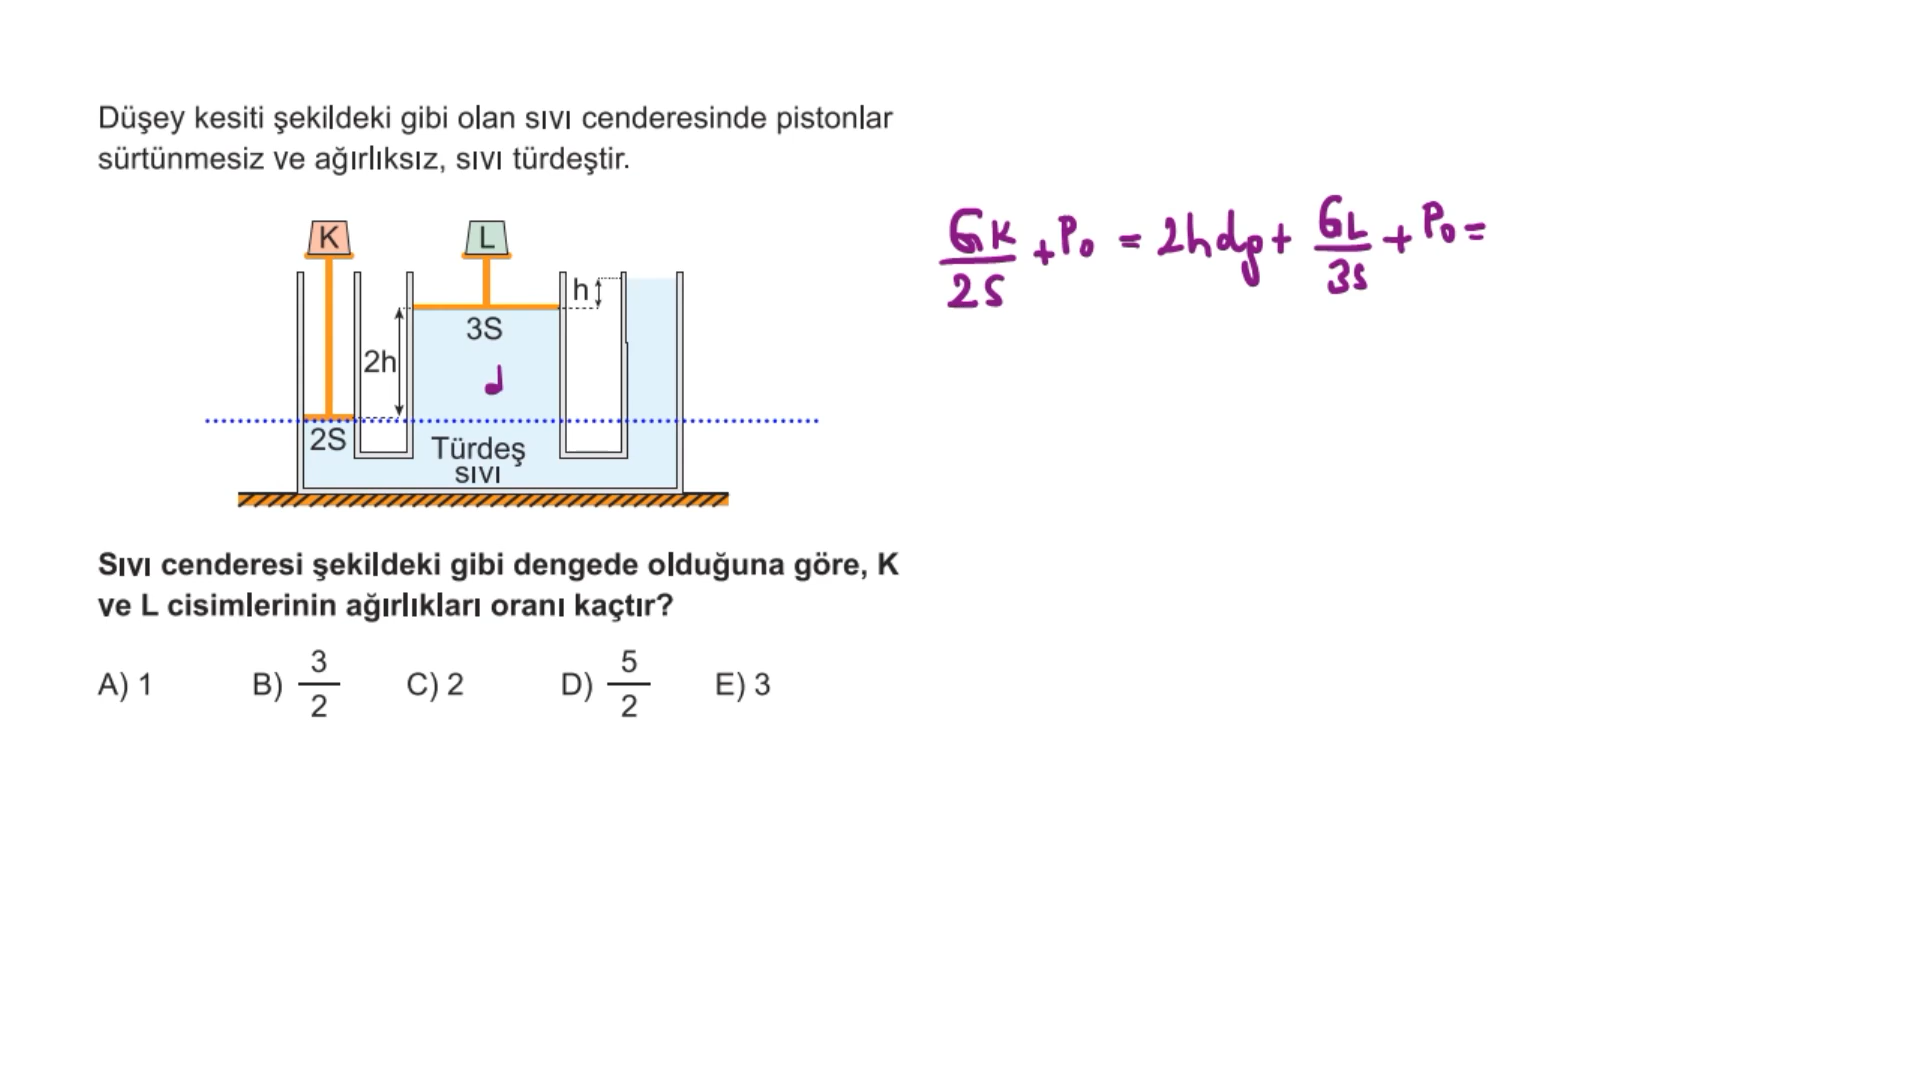 Düşey kesiti şekildeki gibi olan sıvı cenderesinde pistonlar
sürtünmesiz ve ağırlıksız, sıvı türdeştir.
K
L
h
3S
2h
d
2S
Türdeş
sıvı
GK/2S + P0 = 2hdg + GL/3S + P0 =
Sıvı cenderesi şekildeki gibi dengede olduğuna göre, K
ve L cisimlerinin ağırlıkları oranı kaçtır?
A) 1 B) 3/2 C) 2 D) 5/2 E) 3